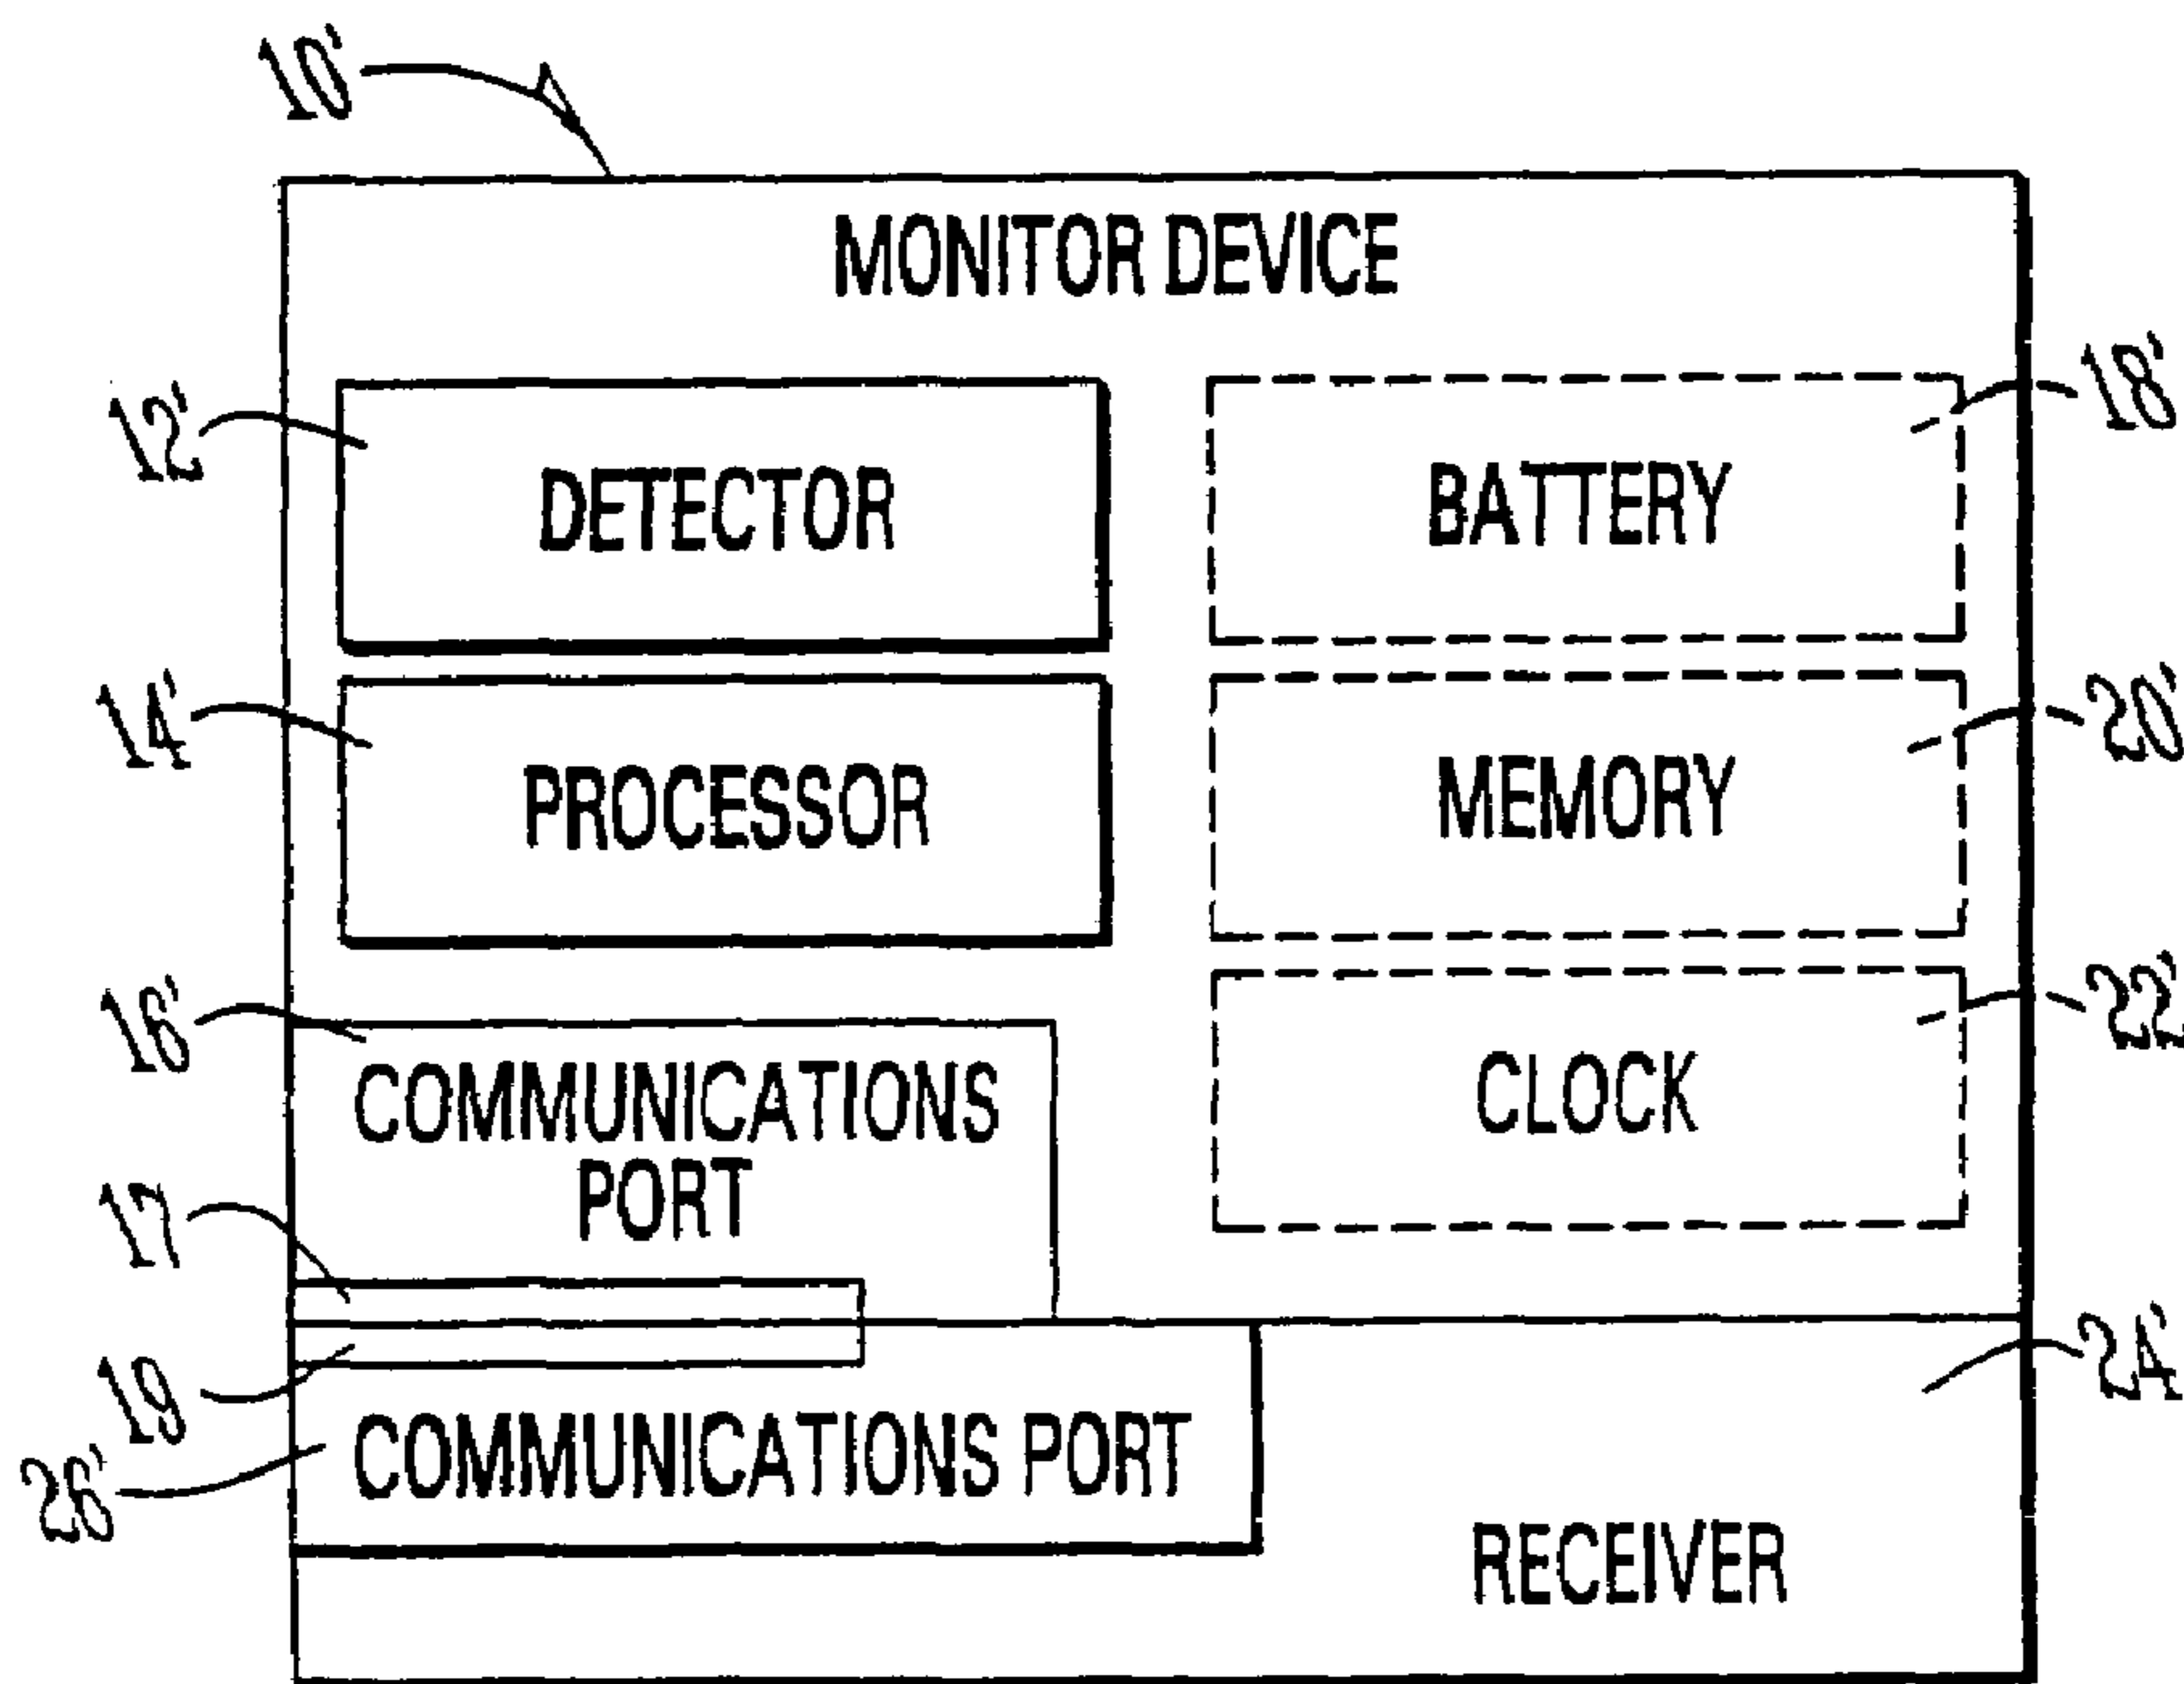 10'
MONITOR DEVICE
12'
DETECTOR
BATTERY
18'
14'
PROCESSOR
MEMORY
20'
16'
COMMUNICATIONS
PORT
CLOCK
22'
17
19
24'
28'
COMMUNICATIONS PORT
RECEIVER